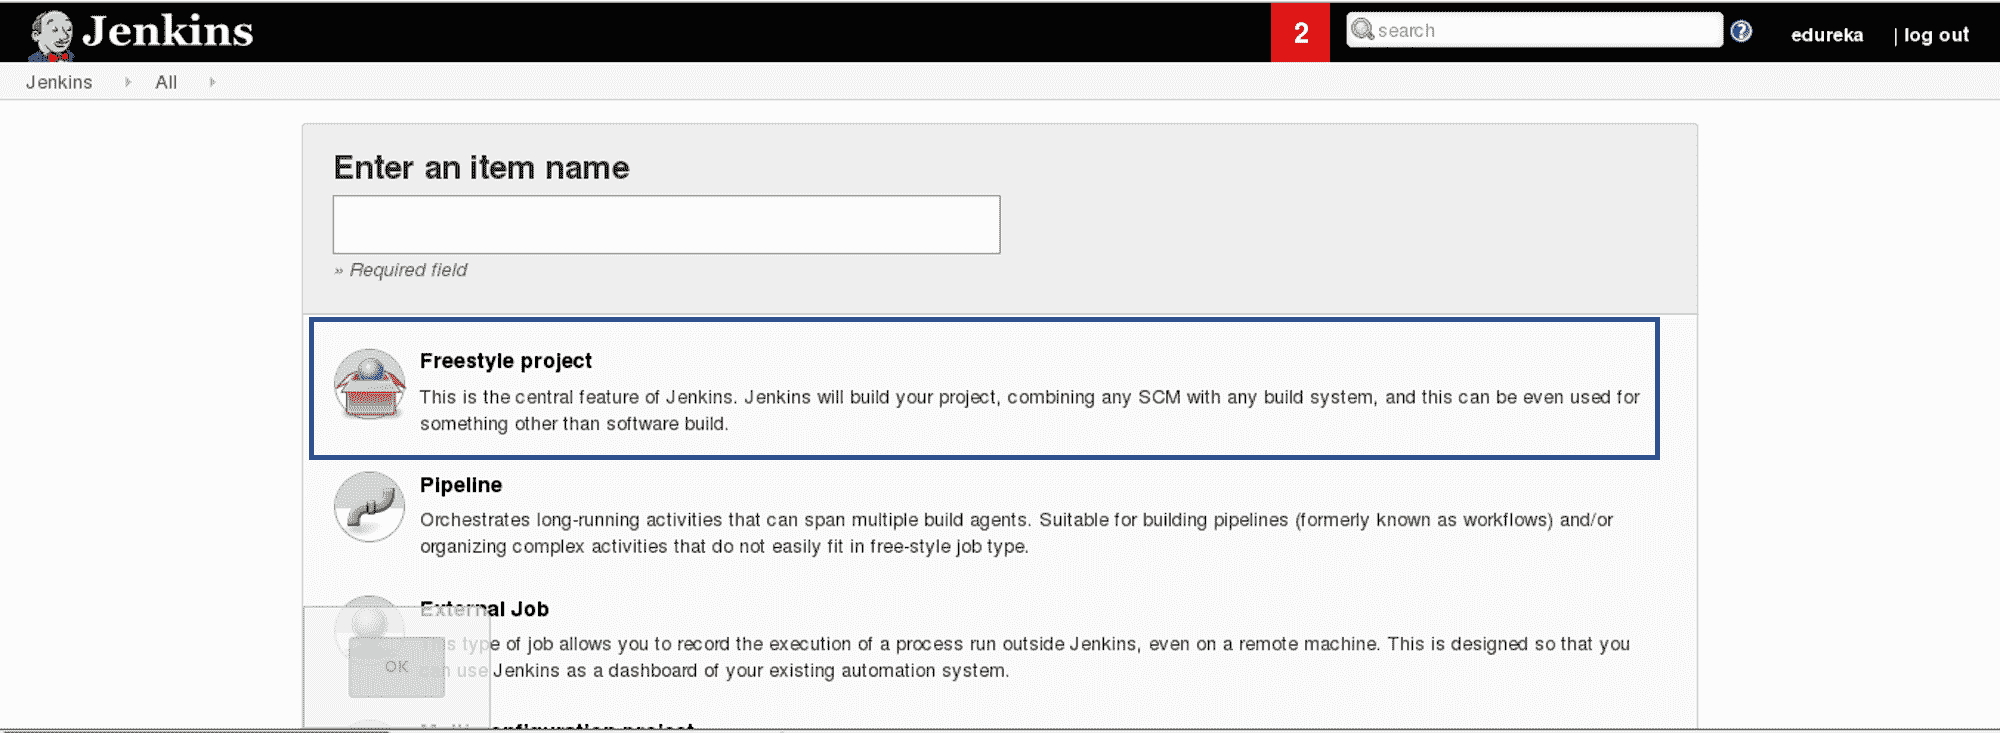 Jenkins
2
search
edureka
| log out
Jenkins
All
Enter an item name
» Required field
Freestyle project
This is the central feature of Jenkins. Jenkins will build your project, combining any SCM with any build system, and this can be even used for
something other than software build.
Pipeline
Orchestrates long-running activities that can span multiple build agents. Suitable for building pipelines (formerly known as workflows) and/or
organizing complex activities that do not easily fit in free-style job type.
External Job
This type of job allows you to record the execution of a process run outside Jenkins, even on a remote machine. This is designed so that you
can use Jenkins as a dashboard of your existing automation system.
OK
Multi-configuration project